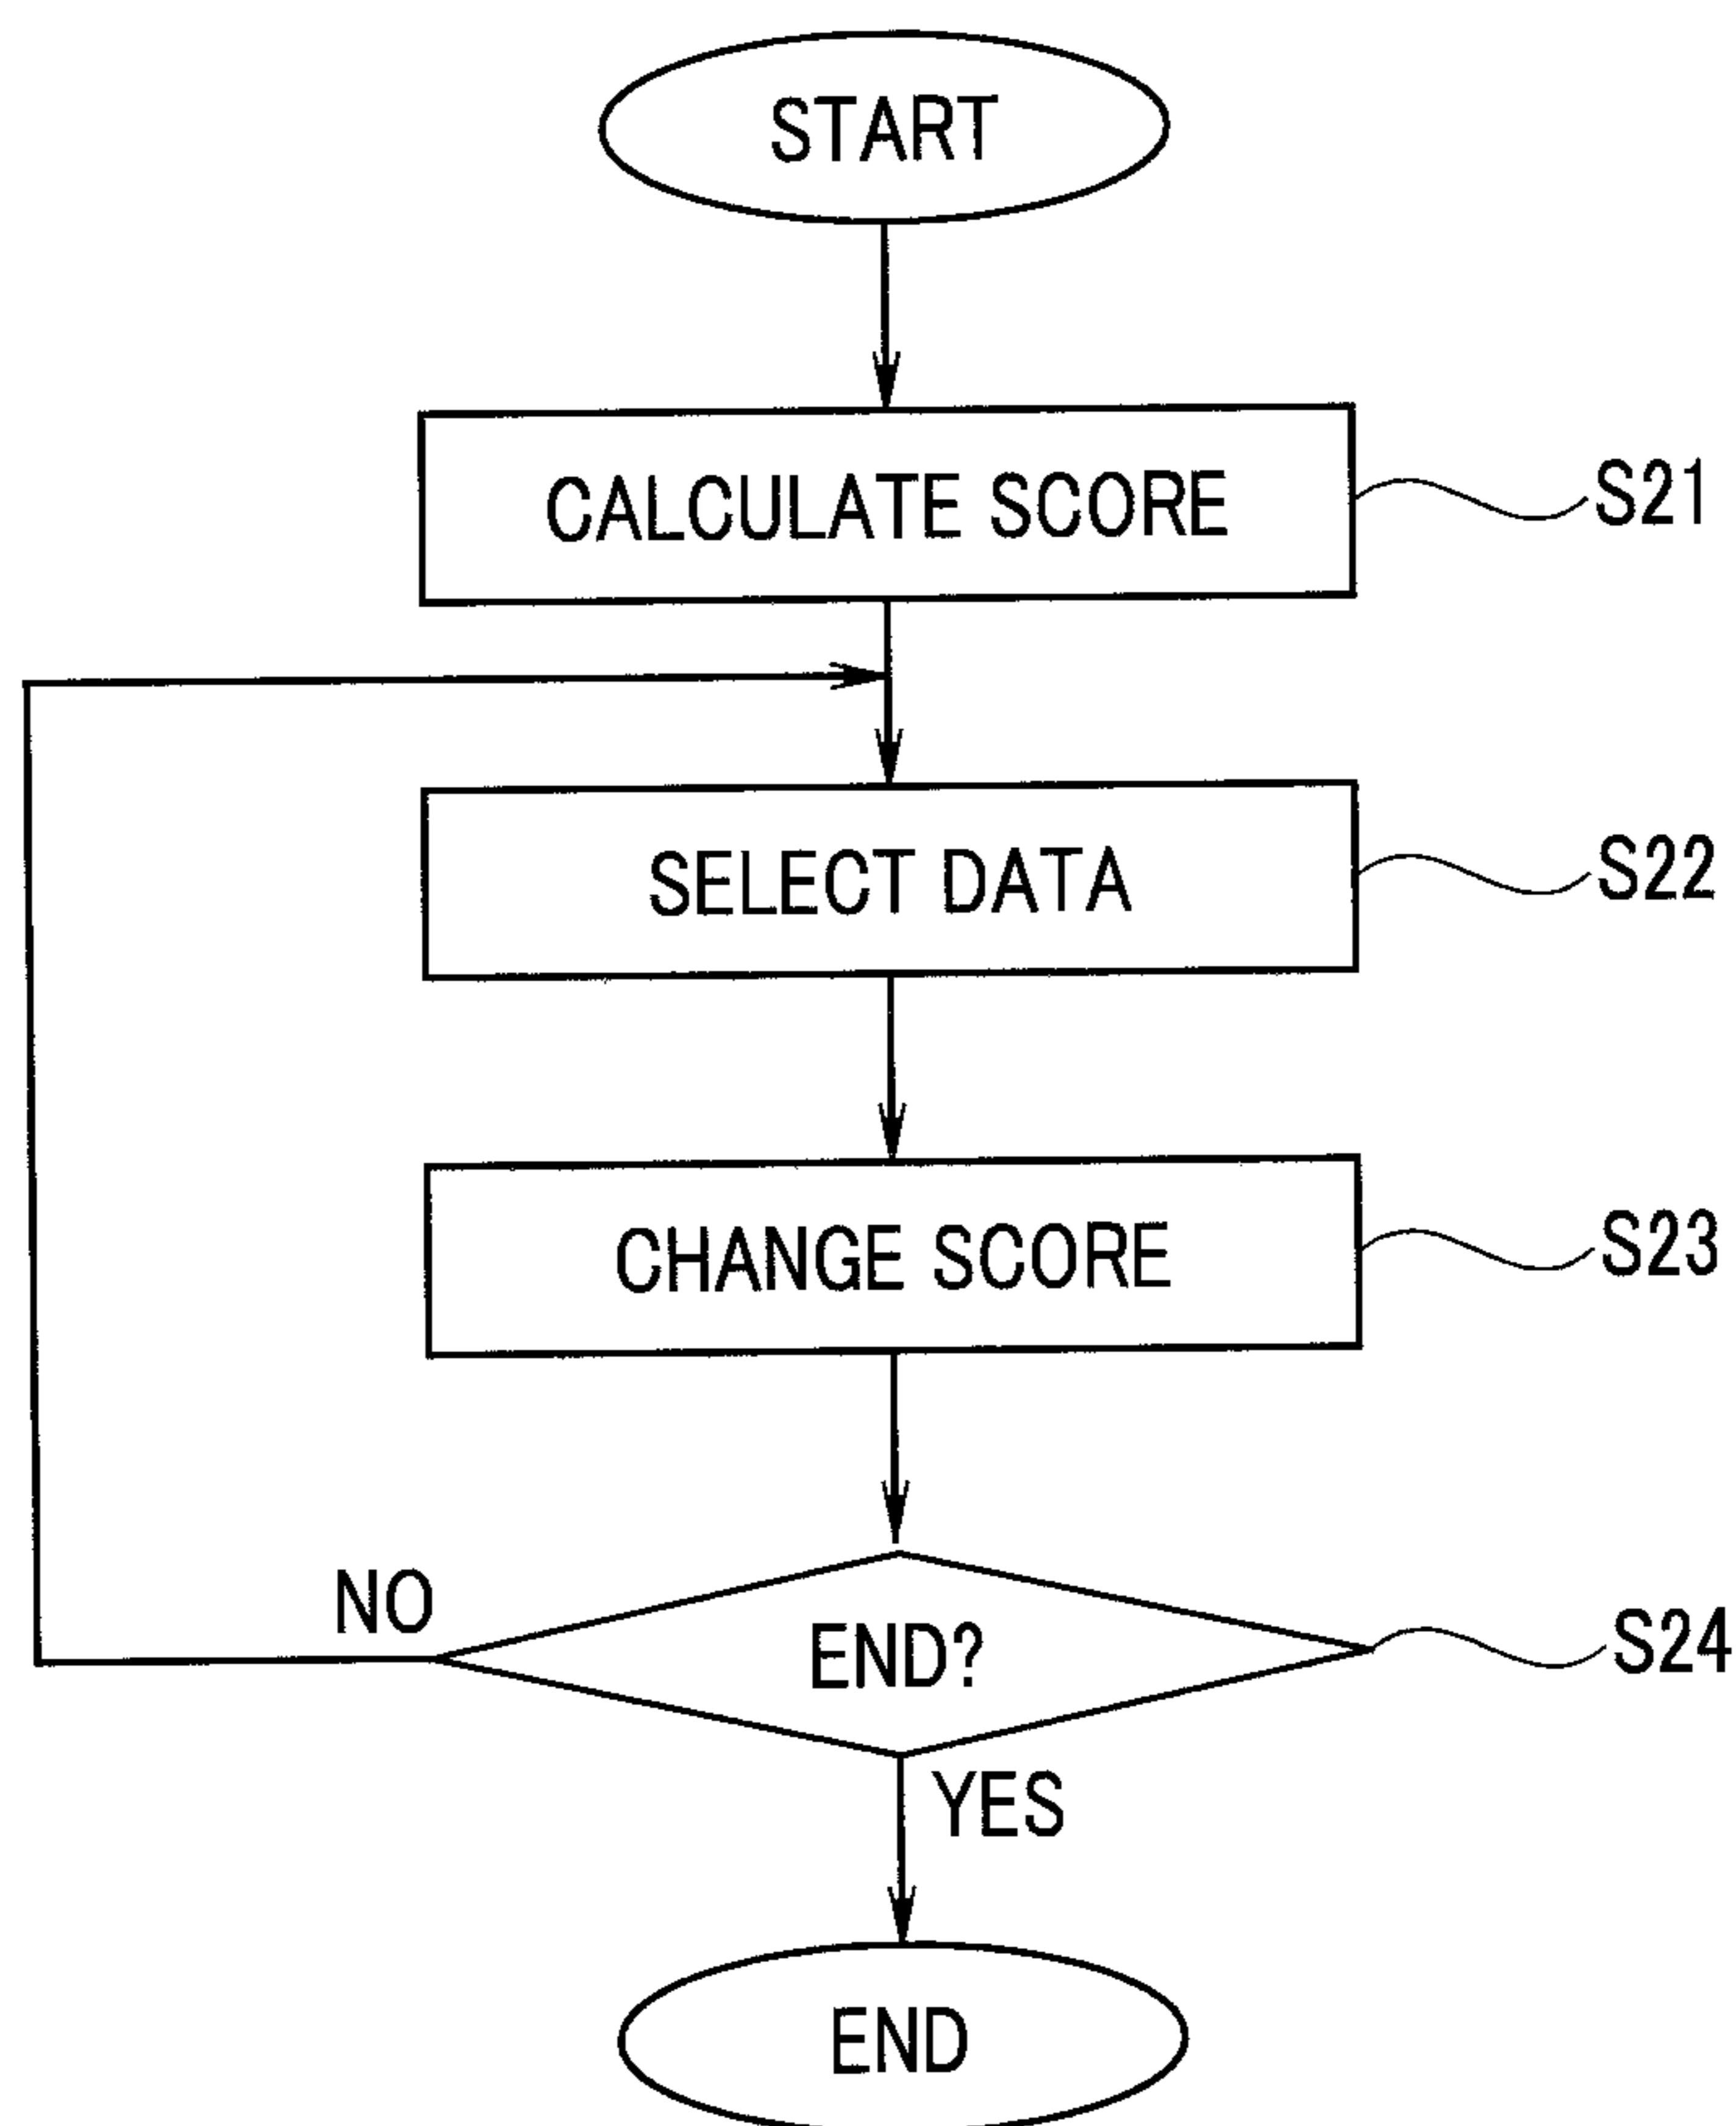 START
CALCULATE SCORE
S21
SELECT DATA
S22
CHANGE SCORE
S23
NO
END?
S24
YES
END